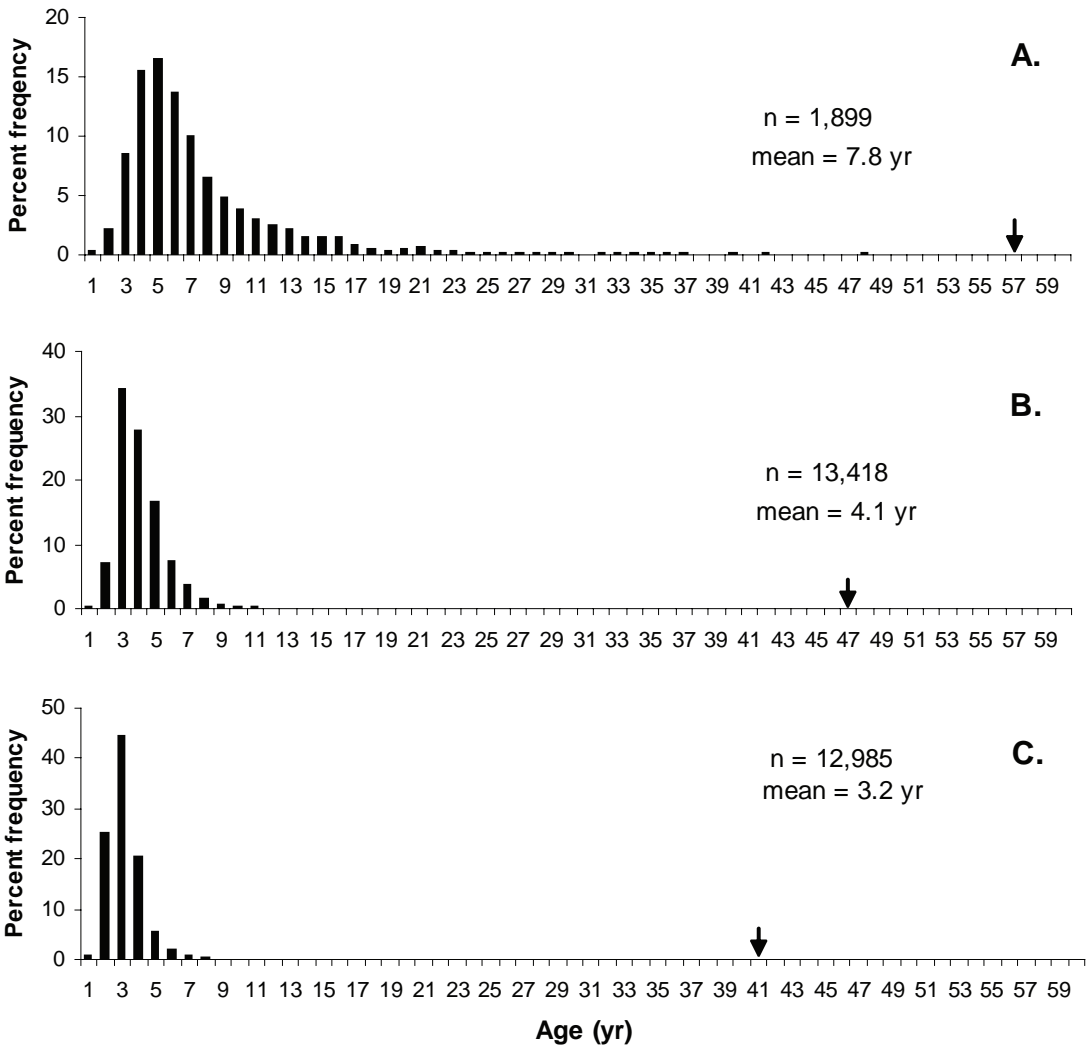 20
15
10
5
0
Percent freqency
A.
n = 1,899
mean = 7.8 yr
1 3 5 7 9 11 13 15 17 19 21 23 25 27 29 31 33 35 37 39 41 43 45 47 49 51 53 55 57 59
40
30
20
10
0
Percent frequency
B.
n = 13,418
mean = 4.1 yr
1 3 5 7 9 11 13 15 17 19 21 23 25 27 29 31 33 35 37 39 41 43 45 47 49 51 53 55 57 59
50
40
30
20
10
0
Percent frequency
C.
n = 12,985
mean = 3.2 yr
1 3 5 7 9 11 13 15 17 19 21 23 25 27 29 31 33 35 37 39 41 43 45 47 49 51 53 55 57 59
Age (yr)